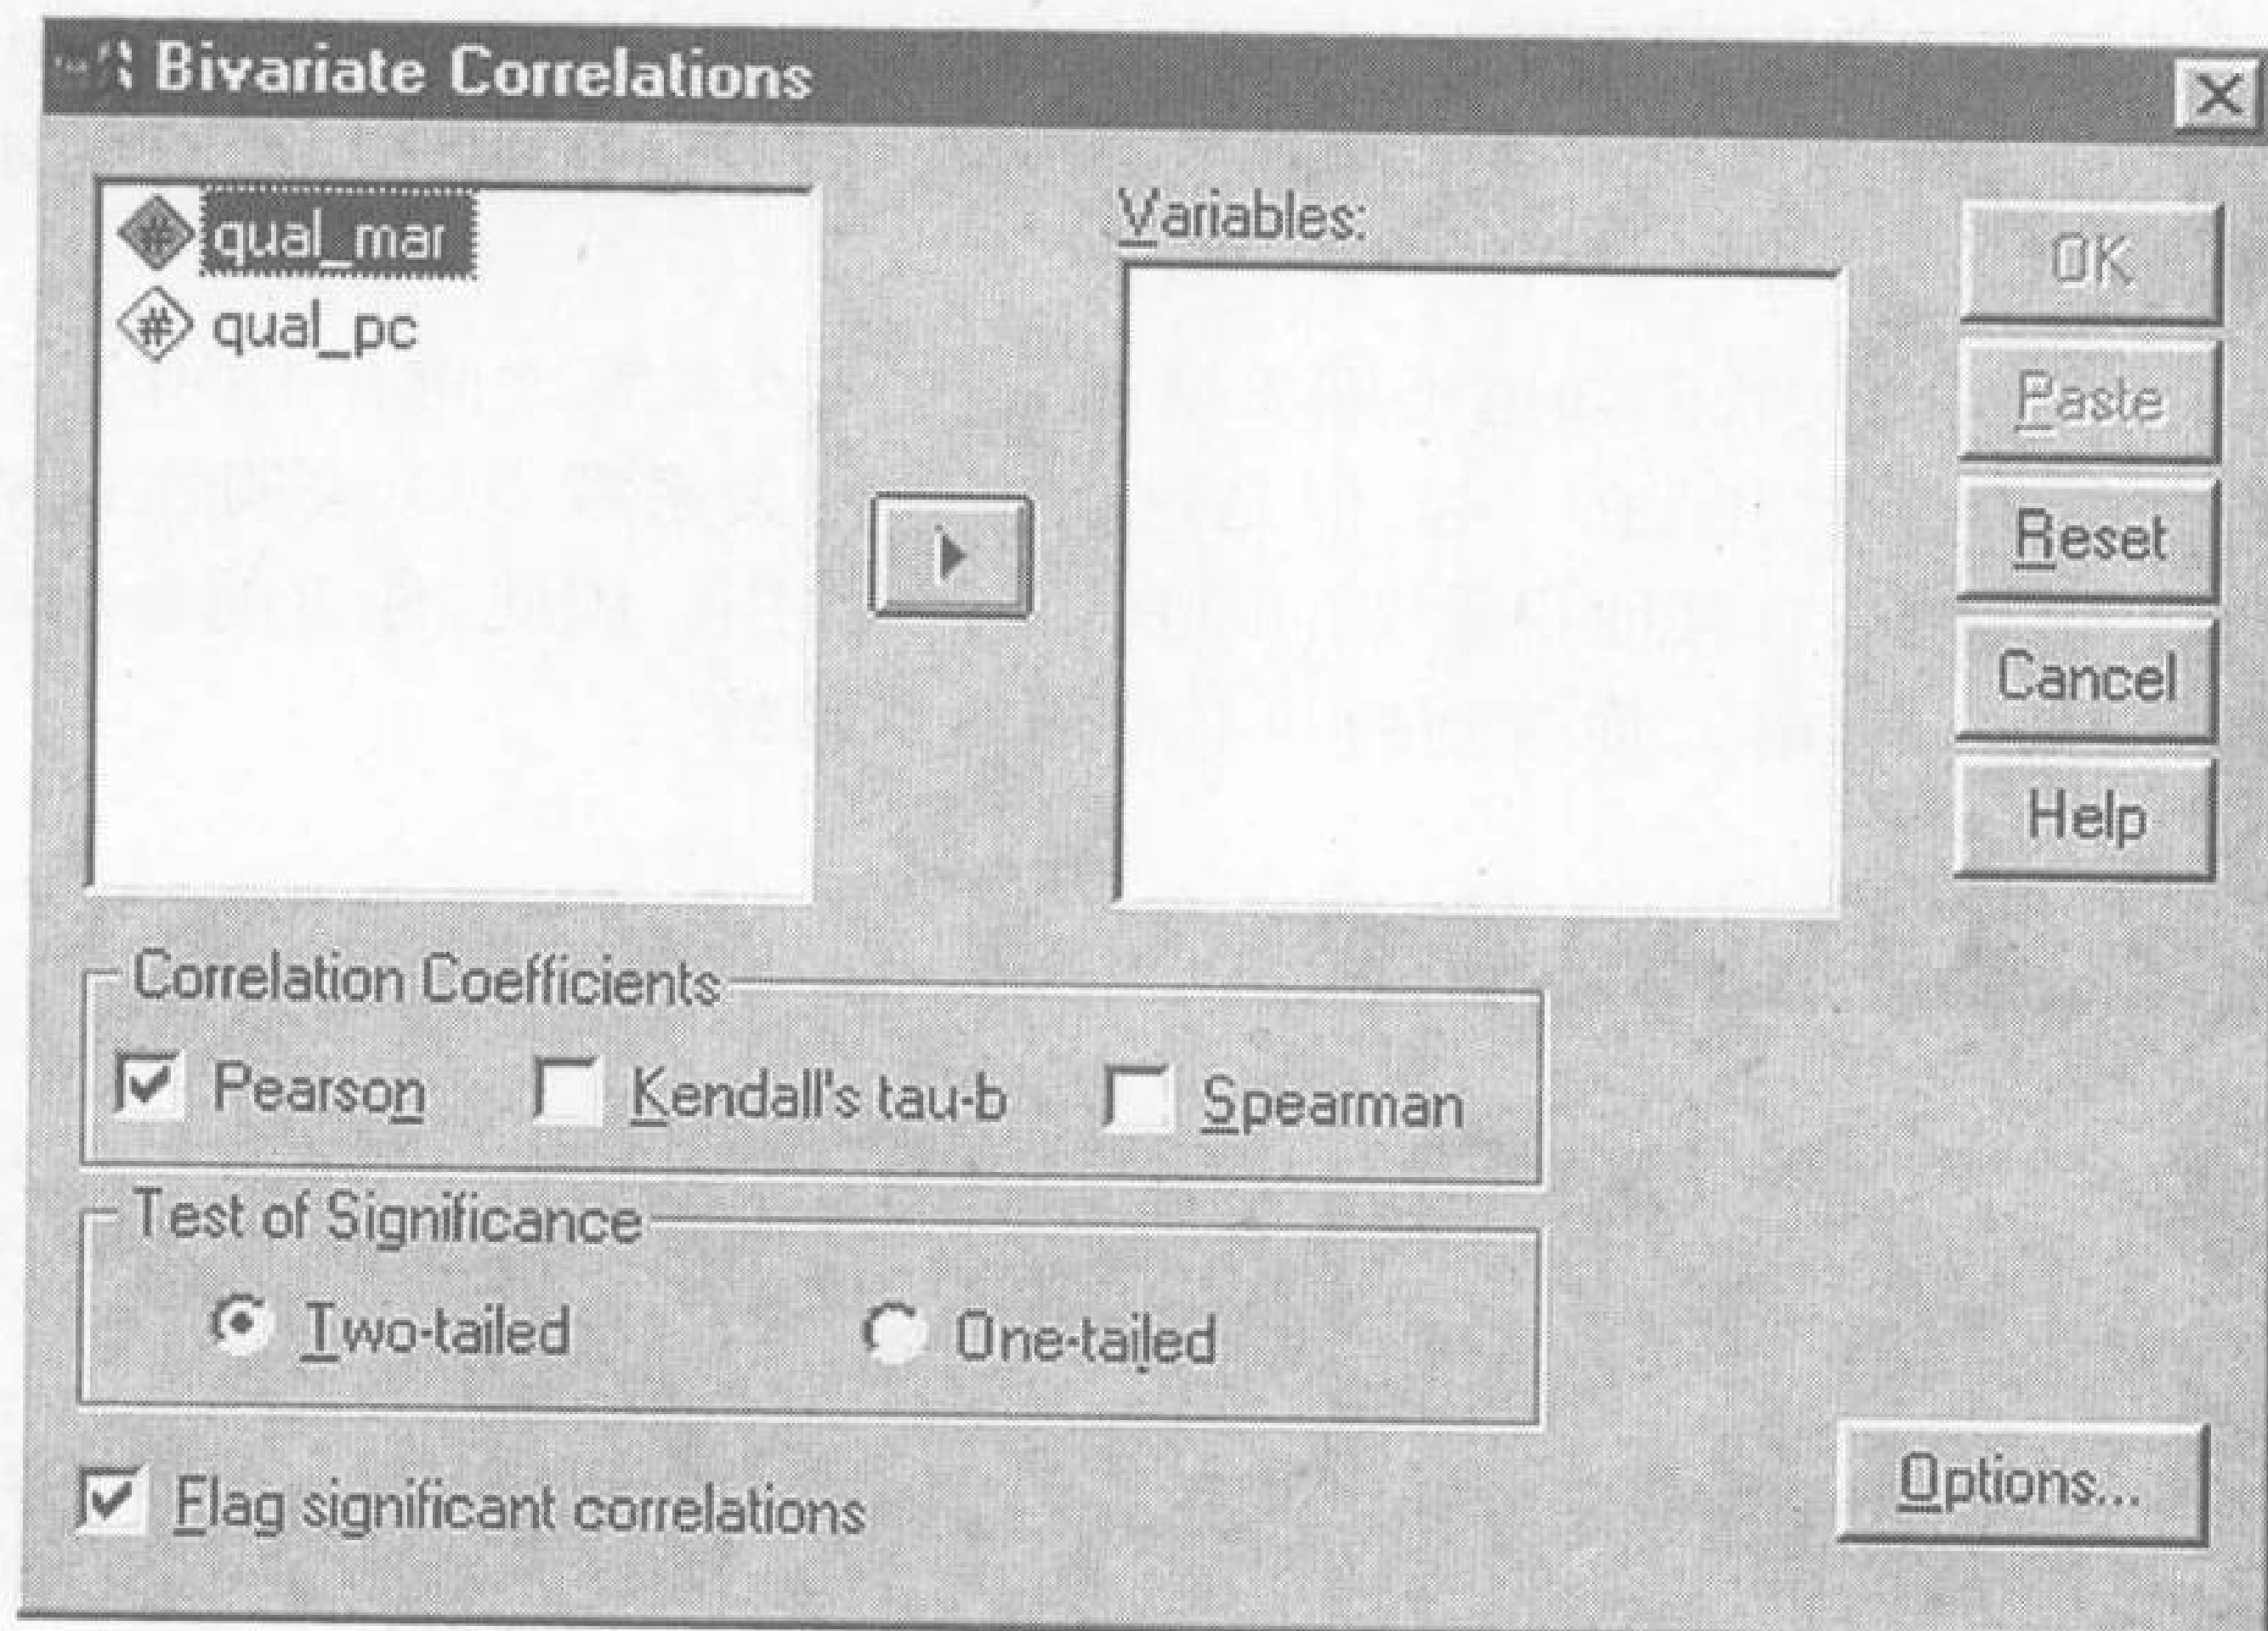 Bivariate Correlations
qual_mar
qual_pc
Variables:
OK
Paste
Reset
Cancel
Help
Correlation Coefficients
Pearson
Kendall's tau-b
Spearman
Test of Significance
Two-tailed
One-tailed
Flag significant correlations
Options...